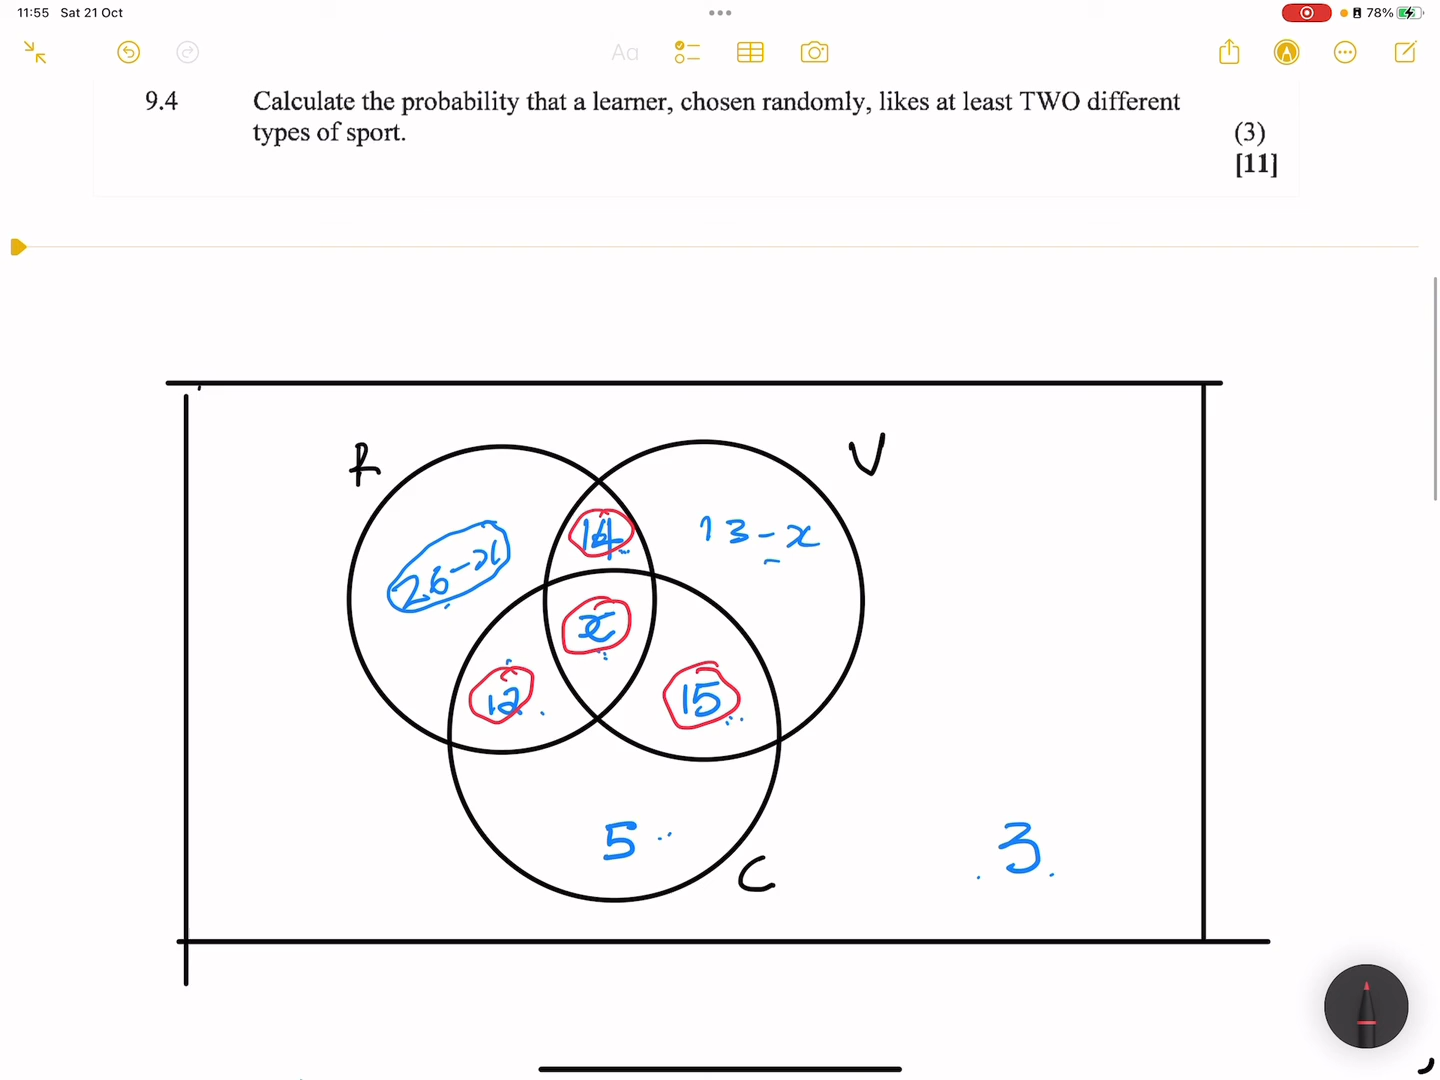 11:55 Sat 21 Oct
78%
Aa
9.4 Calculate the probability that a learner, chosen randomly, likes at least TWO different
types of sport. (3)
[11]
R
V
26-x
14
13-x
x
12
15
5
C
3